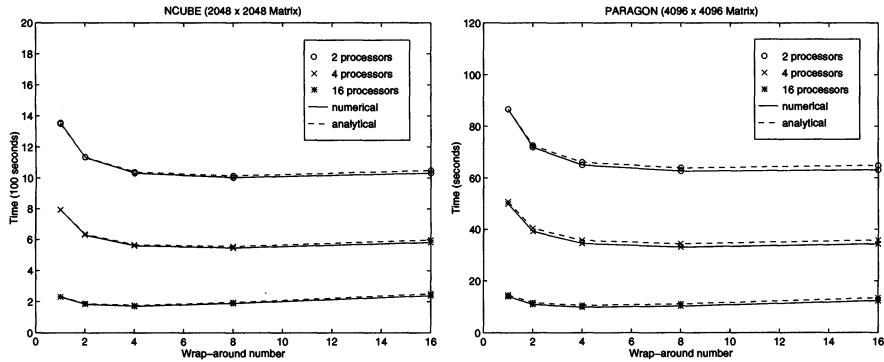 NCUBE (2048 x 2048 Matrix)
20
18
16
14
12
10
8
6
4
2
0
Time (100 seconds)
2 processors
4 processors
16 processors
numerical
analytical
0 2 4 6 8 10 12 14 16
Wrap-around number
PARAGON (4096 x 4096 Matrix)
120
100
80
60
40
20
0
Time (seconds)
2 processors
4 processors
16 processors
numerical
analytical
0 2 4 6 8 10 12 14 16
Wrap-around number